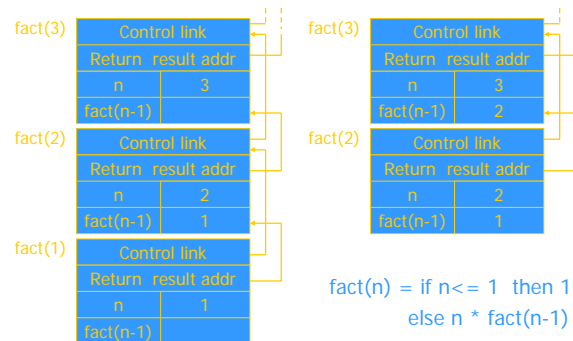 fact(3)
Control link
Return result addr
n 3
fact(n-1)
fact(2)
Control link
Return result addr
n 2
fact(n-1) 1
fact(1)
Control link
Return result addr
n 1
fact(n-1)
fact(3)
Control link
Return result addr
n 3
fact(n-1) 2
fact(2)
Control link
Return result addr
n 2
fact(n-1) 1
fact(n) = if n<= 1 then 1
else n * fact(n-1)